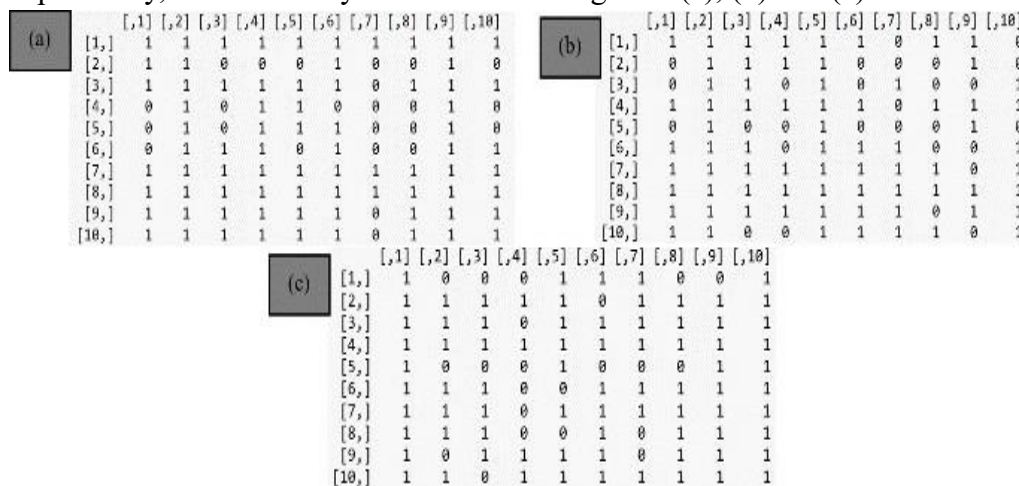 (a)
[,1] [,2] [,3] [,4] [,5] [,6] [,7] [,8] [,9] [,10]
[1,] 1 1 1 1 1 1 1 1 1 1
[2,] 1 1 0 0 0 1 0 0 1 0
[3,] 1 1 1 1 1 1 0 1 1 1
[4,] 0 1 0 1 1 0 0 0 1 0
[5,] 0 1 0 1 1 1 0 0 1 0
[6,] 0 1 1 1 0 1 0 0 1 1
[7,] 1 1 1 1 1 1 1 1 1 1
[8,] 1 1 1 1 1 1 1 1 1 1
[9,] 1 1 1 1 1 1 0 1 1 1
[10,] 1 1 1 1 1 1 0 1 1 1
(b)
[,1] [,2] [,3] [,4] [,5] [,6] [,7] [,8] [,9] [,10]
[1,] 1 1 1 1 1 1 0 1 1 0
[2,] 0 1 1 1 1 0 0 0 1 0
[3,] 0 1 1 0 1 0 1 0 0 1
[4,] 1 1 1 1 1 1 0 1 1 1
[5,] 0 1 0 0 1 0 0 0 1 0
[6,] 1 1 1 0 1 1 1 0 0 1
[7,] 1 1 1 1 1 1 1 1 0 1
[8,] 1 1 1 1 1 1 1 1 1 1
[9,] 1 1 1 1 1 1 1 0 1 1
[10,] 1 1 0 0 1 1 1 1 0 1
(c)
[,1] [,2] [,3] [,4] [,5] [,6] [,7] [,8] [,9] [,10]
[1,] 1 0 0 0 1 1 1 0 0 1
[2,] 1 1 1 1 1 0 1 1 1 1
[3,] 1 1 1 0 1 1 1 1 1 1
[4,] 1 1 1 1 1 1 1 1 1 1
[5,] 1 0 0 0 1 0 0 0 1 1
[6,] 1 1 1 0 0 1 1 1 1 1
[7,] 1 1 1 0 1 1 1 1 1 1
[8,] 1 1 1 0 0 1 0 1 1 1
[9,] 1 0 1 1 1 1 0 1 1 1
[10,] 1 1 0 1 1 1 1 1 1 1